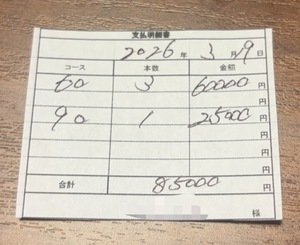 支払明細書
2026 年 3 月 9 日
コース 本数 金額
60 3 60000 円
90 1 25000 円
円
円
円
合計 85000 円
様